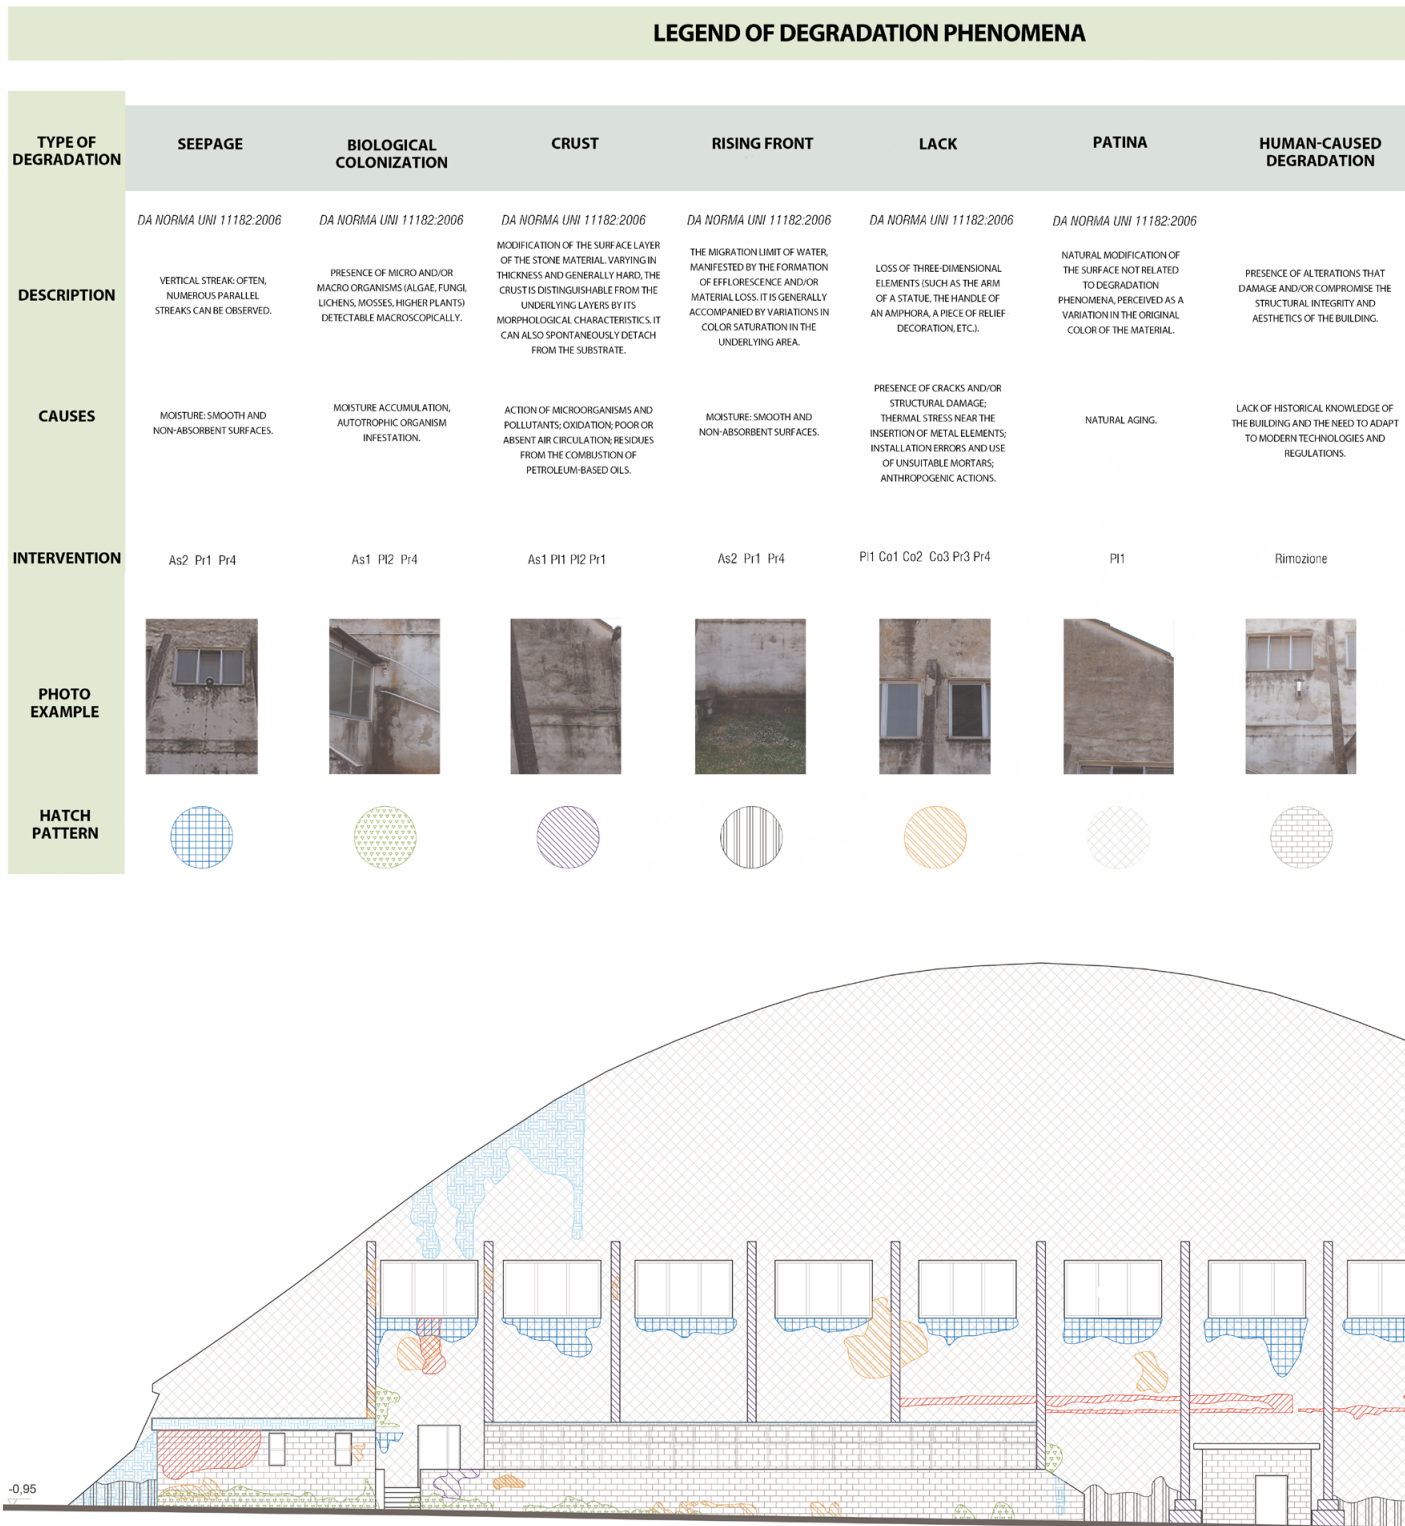 LEGEND OF DEGRADATION PHENOMENA
TYPE OF
DEGRADATION
SEEPAGE
BIOLOGICAL
COLONIZATION
CRUST
RISING FRONT
LACK
PATINA
HUMAN-CAUSED
DEGRADATION
DESCRIPTION
DA NORMA UNI 11182:2006
VERTICAL STREAK: OFTEN,
NUMEROUS PARALLEL
STREAKS CAN BE OBSERVED.
DA NORMA UNI 11182:2006
PRESENCE OF MICRO AND/OR
MACRO ORGANISMS (ALGAE, FUNGI,
LICHENS, MOSSES, HIGHER PLANTS)
DETECTABLE MACROSCOPICALLY.
DA NORMA UNI 11182:2006
MODIFICATION OF THE SURFACE LAYER
OF THE STONE MATERIAL. VARYING IN
THICKNESS AND GENERALLY HARD, THE
CRUST IS DISTINGUISHABLE FROM THE
UNDERLYING LAYERS BY ITS
MORPHOLOGICAL CHARACTERISTICS. IT
CAN ALSO SPONTANEOUSLY DETACH
FROM THE SUBSTRATE.
DA NORMA UNI 11182:2006
THE MIGRATION LIMIT OF WATER,
MANIFESTED BY THE FORMATION
OF EFFLORESCENCE AND/OR
MATERIAL LOSS. IT IS GENERALLY
ACCOMPANIED BY VARIATIONS IN
COLOR SATURATION IN THE
UNDERLYING AREA.
DA NORMA UNI 11182:2006
LOSS OF THREE-DIMENSIONAL
ELEMENTS (SUCH AS THE ARM
OF A STATUE, THE HANDLE OF
AN AMPHORA, A PIECE OF RELIEF
DECORATION, ETC.).
DA NORMA UNI 11182:2006
NATURAL MODIFICATION OF
THE SURFACE NOT RELATED
TO DEGRADATION
PHENOMENA, PERCEIVED AS A
VARIATION IN THE ORIGINAL
COLOR OF THE MATERIAL.
PRESENCE OF ALTERATIONS THAT
DAMAGE AND/OR COMPROMISE THE
STRUCTURAL INTEGRITY AND
AESTHETICS OF THE BUILDING.
CAUSES
MOISTURE: SMOOTH AND
NON-ABSORBENT SURFACES.
MOISTURE ACCUMULATION,
AUTOTROPHIC ORGANISM
INFESTATION.
ACTION OF MICROORGANISMS AND
POLLUTANTS; OXIDATION; POOR OR
ABSENT AIR CIRCULATION; RESIDUES
FROM THE COMBUSTION OF
PETROLEUM-BASED OILS.
MOISTURE: SMOOTH AND
NON-ABSORBENT SURFACES.
PRESENCE OF CRACKS AND/OR
STRUCTURAL DAMAGE;
THERMAL STRESS NEAR THE
INSERTION OF METAL ELEMENTS;
INSTALLATION ERRORS AND USE
OF UNSUITABLE MORTARS;
ANTHROPOGENIC ACTIONS.
NATURAL AGING.
LACK OF HISTORICAL KNOWLEDGE OF
THE BUILDING AND THE NEED TO ADAPT
TO MODERN TECHNOLOGIES AND
REGULATIONS.
INTERVENTION
As2 Pr1 Pr4
As1 Pl2 Pr4
As1 Pl1 Pl2 Pr1
As2 Pr1 Pr4
Pl1 Co1 Co2 Co3 Pr3 Pr4
Pl1
Rimozione
PHOTO
EXAMPLE
HATCH
PATTERN
-0,95